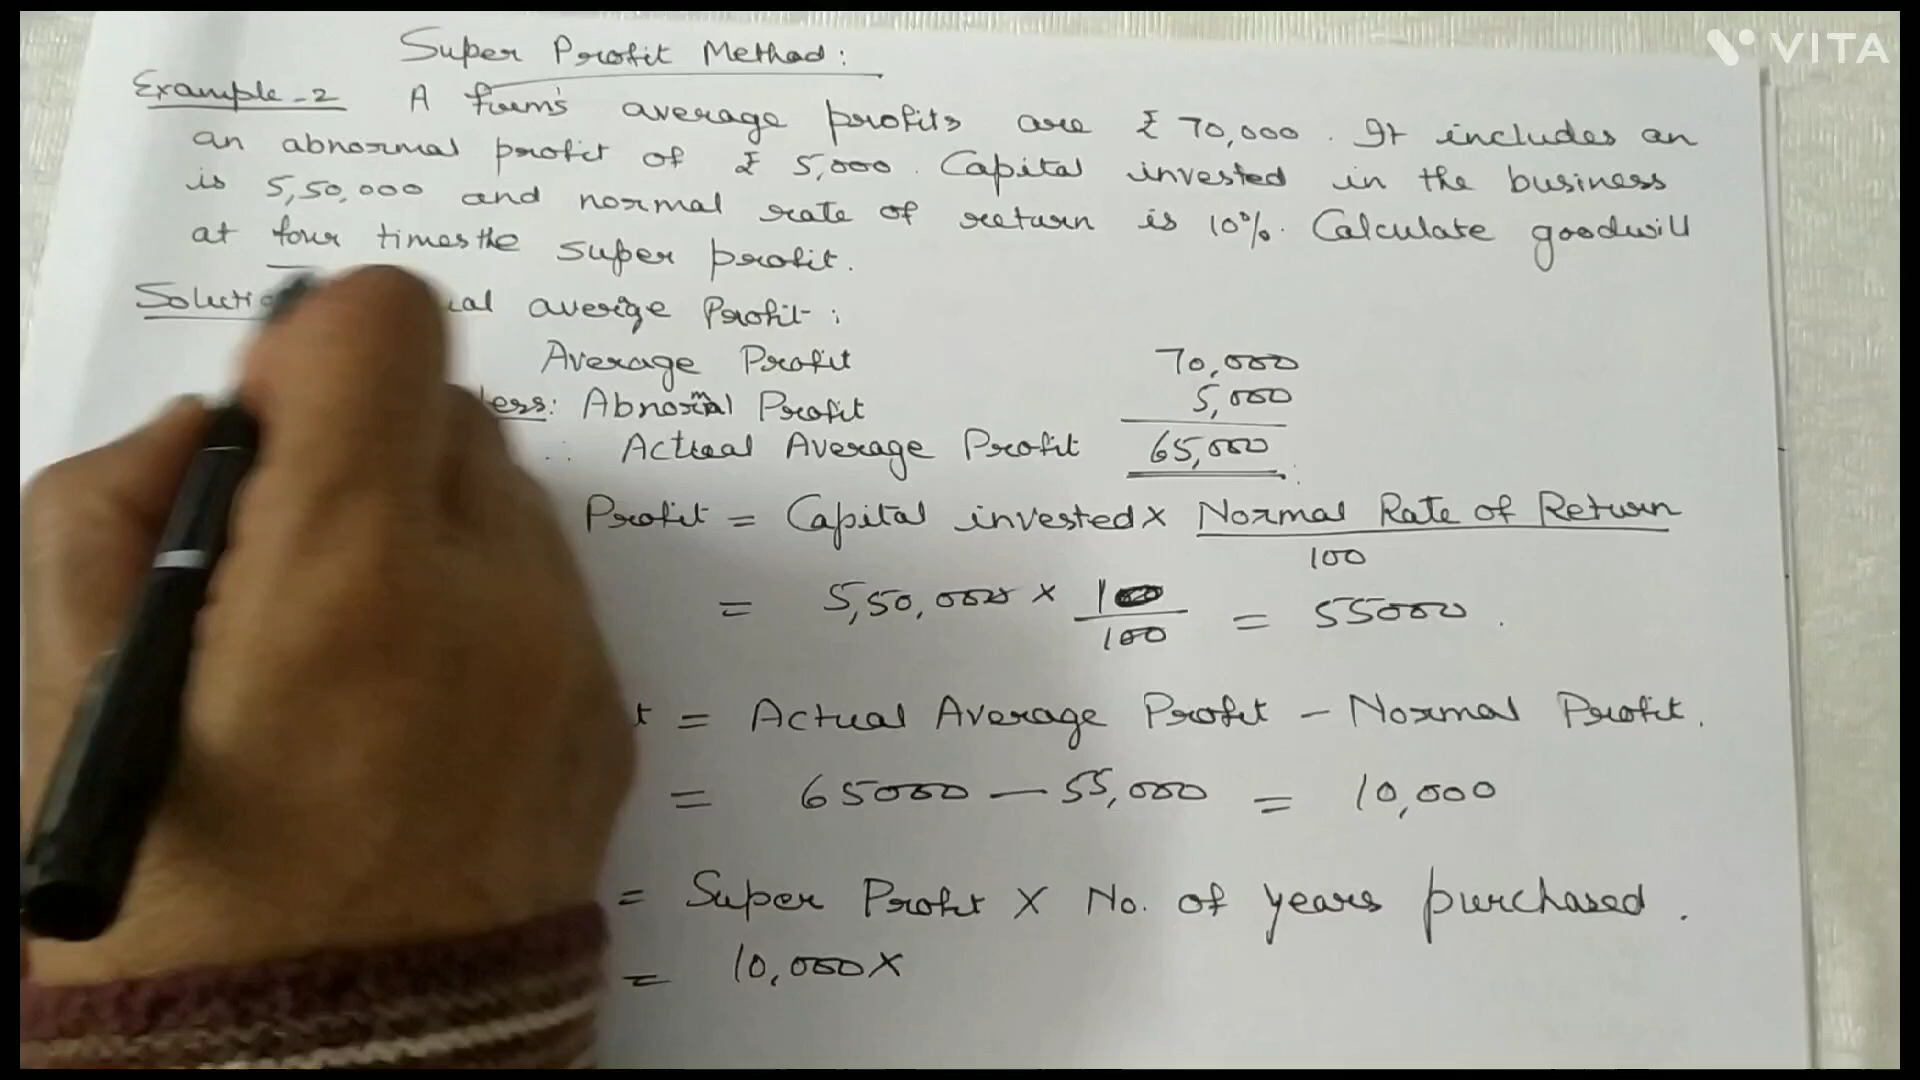 VITA
Super Profit Method:
Example-2 A firm's average profits are ₹ 70,000. It includes an
an abnormal profit of ₹ 5,000. Capital invested in the business
is 5,50,000 and normal rate of return is 10%. Calculate goodwill
at four times the super profit.
Profit:
Average Profit 70,000
Less: Abnormal Profit 5,000
∴ Actual Average Profit 65,000
Profit = Capital invested × Normal Rate of Return
100
= 5,50,000 × 10/100 = 55000.
= Actual Average Profit - Normal Profit.
= 65000 — 55,000 = 10,000
= Super Profit × No. of years purchased.
= 10,000 ×